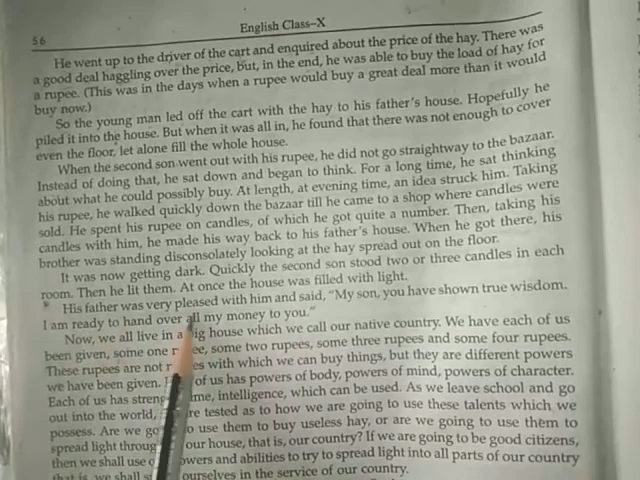 56
English Class-X
He went up to the driver of the cart and enquired about the price of the hay. There was
a good deal haggling over the price, but, in the end, he was able to buy the load of hay for
a rupee. (This was in the days when a rupee would buy a great deal more than it would
buy now.)
So the young man led off the cart with the hay to his father's house. Hopefully he
piled it into the house. But when it was all in, he found that there was not enough to cover
even the floor, let alone fill the whole house.
When the second son went out with his rupee, he did not go straightway to the bazaar.
Instead of doing that, he sat down and began to think. For a long time, he sat thinking
about what he could possibly buy. At length, at evening time, an idea struck him. Taking
his rupee, he walked quickly down the bazaar till he came to a shop where candles were
sold. He spent his rupee on candles, of which he got quite a number. Then, taking his
candles with him, he made his way back to his father's house. When he got there, his
brother was standing disconsolately looking at the hay spread out on the floor.
It was now getting dark. Quickly the second son stood two or three candles in each
room. Then he lit them. At once the house was filled with light.
His father was very pleased with him and said, "My son, you have shown true wisdom.
I am ready to hand over all my money to you."
Now, we all live in a big house which we call our native country. We have each of us
been given, some one some two rupees, some three rupees and some four rupees.
These rupees are not with which we can buy things, but they are different powers
we have been given. of us has powers of body, powers of mind, powers of character.
Each of us has intelligence, which can be used. As we leave school and go
out into the world, tested as to how we are going to use these talents which we
possess. Are we use them to buy useless hay, or are we going to use them to
spread light our house, that is, our country? If we are going to be good citizens,
then we shall use and abilities to try to spread light into all parts of our country
that is, we shall ourselves in the service of our country.